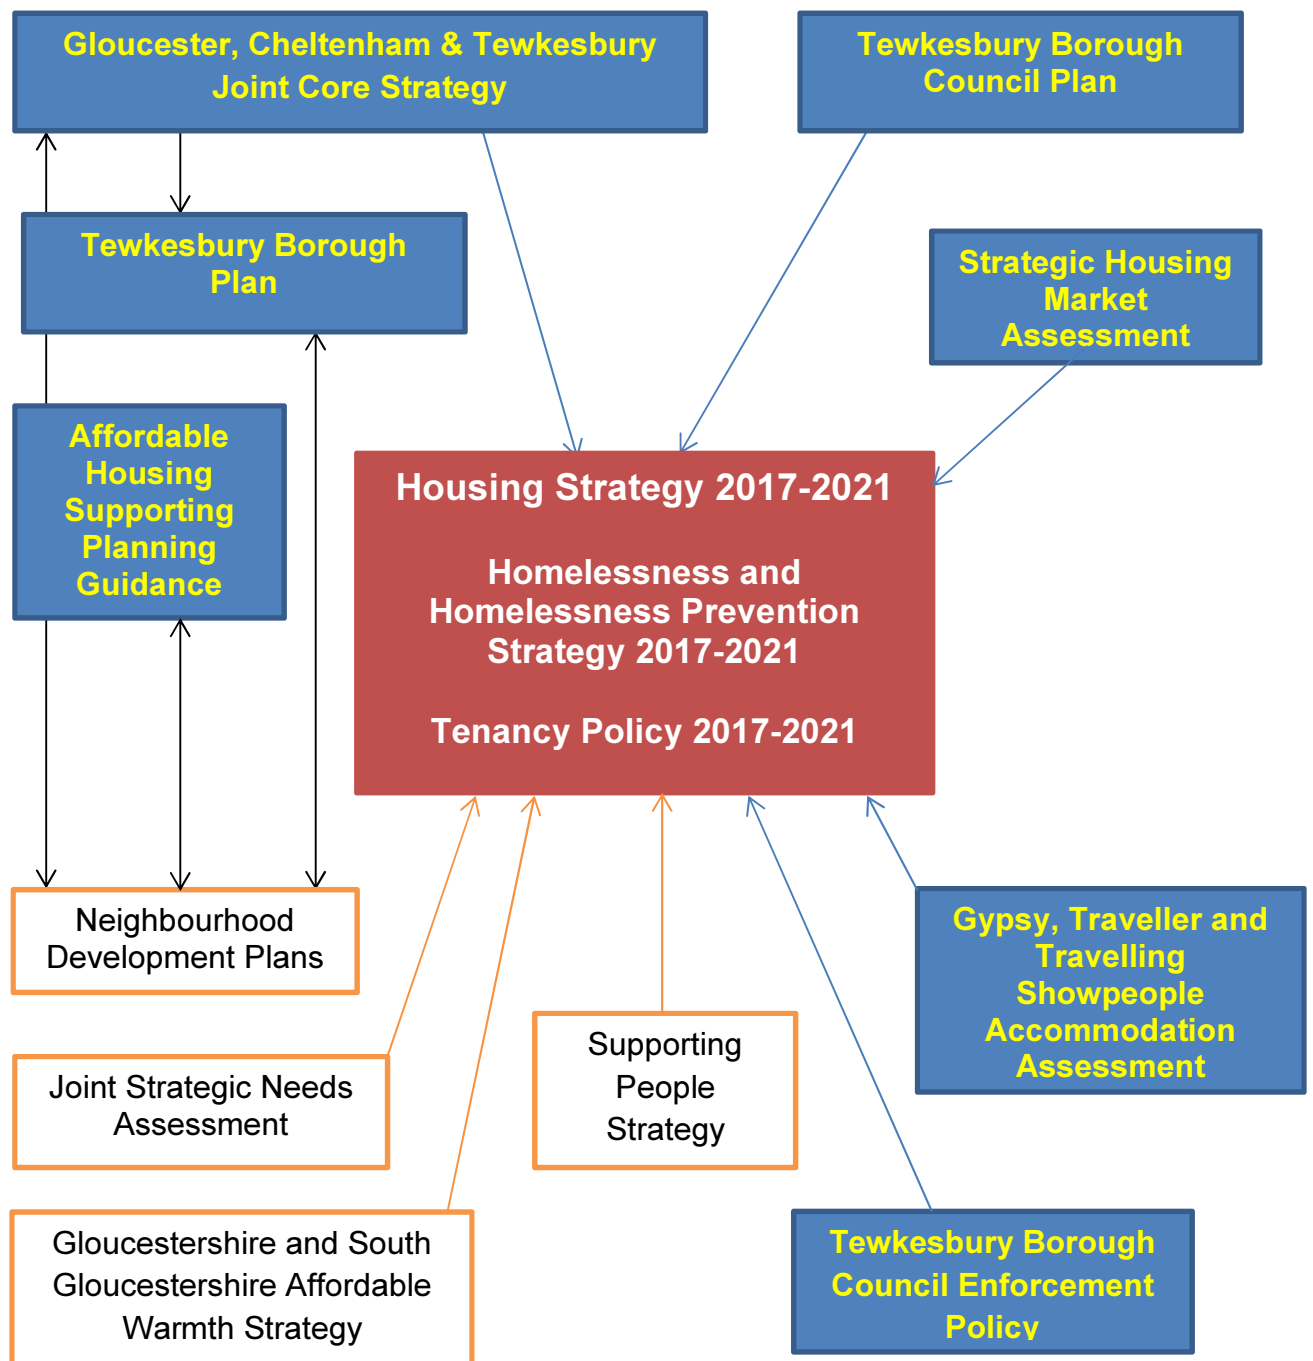 Gloucester, Cheltenham & Tewkesbury
Joint Core Strategy
Tewkesbury Borough
Council Plan
Tewkesbury Borough
Plan
Strategic Housing
Market
Assessment
Affordable
Housing
Supporting
Planning
Guidance
Housing Strategy 2017-2021
Homelessness and
Homelessness Prevention
Strategy 2017-2021
Tenancy Policy 2017-2021
Neighbourhood
Development Plans
Gypsy, Traveller and
Travelling
Showpeople
Accommodation
Assessment
Joint Strategic Needs
Assessment
Supporting
People
Strategy
Gloucestershire and South
Gloucestershire Affordable
Warmth Strategy
Tewkesbury Borough
Council Enforcement
Policy